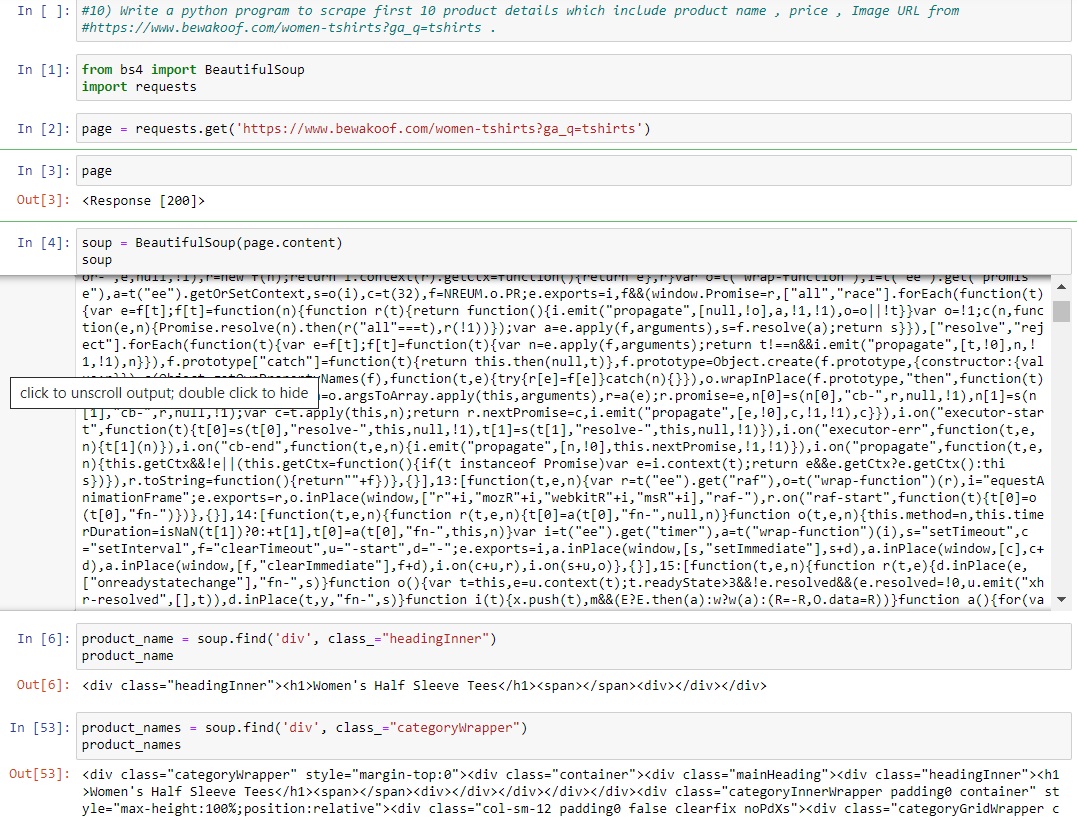 In [ ]: #10) Write a python program to scrape first 10 product details which include product name , price , Image URL from
#https://www.bewakoof.com/women-tshirts?ga_q=tshirts .
In [1]: from bs4 import BeautifulSoup
import requests
In [2]: page = requests.get('https://www.bewakoof.com/women-tshirts?ga_q=tshirts')
In [3]: page
Out[3]: <Response [200]>
In [4]: soup = BeautifulSoup(page.content)
soup
or-",e,null,!1),r=new f(n);return i.context(r).getCtx=function(){return e},r}var o=t("wrap-function"),i=t("ee").get("promis
e"),a=t("ee").getOrSetContext,s=o(i),c=t(32),f=NREUM.o.PR;e.exports=i,f&&(window.Promise=r,["all","race"].forEach(function(t)
{var e=f[t];f[t]=function(n){function r(t){return function(){i.emit("propagate",[null,!o],a,!1,!1),o=o||!t}}var o=!1;c(n,func
tion(e,n){Promise.resolve(n).then(r("all"===t),r(!1))});var a=e.apply(f,arguments),s=f.resolve(a);return s}}),["resolve","rej
ect"].forEach(function(t){var e=f[t];f[t]=function(t){var n=e.apply(f,arguments);return t!==n&&i.emit("propagate",[t,!0],n,!
1,!1),n}}),f.prototype["catch"]=function(t){return this.then(null,t)},f.prototype=Object.create(f.prototype,{constructor:{val
Names(f),function(t,e){try{r[e]=f[e]}catch(n){}}),o.wrapInPlace(f.prototype,"then",function(t)
click to unscroll output; double click to hide
=o.argsToArray.apply(this,arguments),r=a(e);r.promise=e,n[0]=s(n[0],"cb-",r,null,!1),n[1]=s(n
[1],"cb-",r,null,!1);var c=t.apply(this,n);return r.nextPromise=c,i.emit("propagate",[e,!0],c,!1,!1),c}}),i.on("executor-star
t",function(t){t[0]=s(t[0],"resolve-",this,null,!1),t[1]=s(t[1],"resolve-",this,null,!1)}),i.on("executor-err",function(t,e,
n){t[1](n)}),i.on("cb-end",function(t,e,n){i.emit("propagate",[n,!0],this.nextPromise,!1,!1)}),i.on("propagate",function(t,e,
n){this.getCtx&&!e||(this.getCtx=function(){if(t instanceof Promise)var e=i.context(t);return e&&e.getCtx?e.getCtx():thi
s})}),r.toString=function(){return""+f})},{}],13:[function(t,e,n){var r=t("ee").get("raf"),o=t("wrap-function")(r),i="equestA
nimationFrame";e.exports=r,o.inPlace(window,["r"+i,"mozR"+i,"webkitR"+i,"msR"+i],"raf-"),r.on("raf-start",function(t){t[0]=o
(t[0],"fn-")})},{}],14:[function(t,e,n){function r(t,e,n){t[0]=a(t[0],"fn-",null,n)}function o(t,e,n){this.method=n,this.time
rDuration=isNaN(t[1])?0:+t[1],t[0]=a(t[0],"fn-",this,n)}var i=t("ee").get("timer"),a=t("wrap-function")(i),s="setTimeout",c
="setInterval",f="clearTimeout",u="-start",d="-";e.exports=i,a.inPlace(window,[s,"setImmediate"],s+d),a.inPlace(window,[c],c+
d),a.inPlace(window,[f,"clearImmediate"],f+d),i.on(c+u,r),i.on(s+u,o)},{}],15:[function(t,e,n){function r(e){d.inPlace(e,
["onreadystatechange"],"fn-",s)}function o(){var t=this,e=u.context(t);t.readyState>3&&!e.resolved&&(e.resolved=!0,u.emit("xh
r-resolved",[],t)),d.inPlace(t,y,"fn-",s)}function i(t){x.push(t),m&&(E?E.then(a):w?w(a):(R=-R,O.data=R))}function a(){for(va
In [6]: product_name = soup.find('div', class_="headingInner")
product_name
Out[6]: <div class="headingInner"><h1>Women's Half Sleeve Tees</h1><span></span><div></div></div>
In [53]: product_names = soup.find('div', class_="categoryWrapper")
product_names
Out[53]: <div class="categoryWrapper" style="margin-top:0"><div class="container"><div class="mainHeading"><div class="headingInner"><h1
>Women's Half Sleeve Tees</h1><span></span><div></div></div></div></div><div class="categoryInnerWrapper padding0 container" st
yle="max-height:100%;position:relative"><div class="col-sm-12 padding0 false clearfix noPdXs"><div class="categoryGridWrapper c